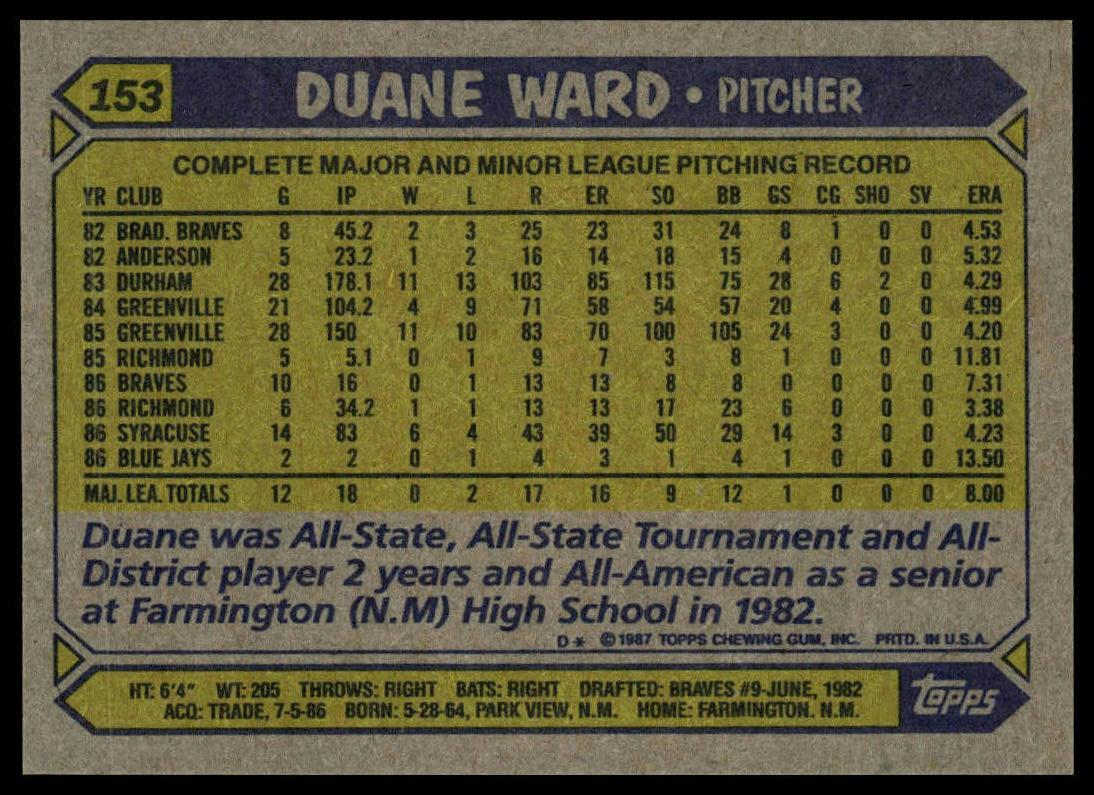 153 DUANE WARD • PITCHER
COMPLETE MAJOR AND MINOR LEAGUE PITCHING RECORD
YR CLUB G IP W L R ER SO BB GS CG SHO SV ERA
82 BRAD. BRAVES 8 45.2 2 3 25 23 31 24 8 1 0 0 4.53
82 ANDERSON 5 23.2 1 2 16 14 18 15 4 0 0 0 5.32
83 DURHAM 28 178.1 11 13 103 85 115 75 28 6 2 0 4.29
84 GREENVILLE 21 104.2 4 9 71 58 54 57 20 4 0 0 4.99
85 GREENVILLE 28 150 11 10 83 70 100 105 24 3 0 0 4.20
85 RICHMOND 5 5.1 0 1 9 7 3 8 1 0 0 0 11.81
86 BRAVES 10 16 0 1 13 13 8 8 0 0 0 0 7.31
86 RICHMOND 6 34.2 1 1 13 13 17 23 6 0 0 0 3.38
86 SYRACUSE 14 83 6 4 43 39 50 29 14 3 0 0 4.23
86 BLUE JAYS 2 2 0 1 4 3 1 4 1 0 0 0 13.50
MAJ. LEA. TOTALS 12 18 0 2 17 16 9 12 1 0 0 0 8.00
Duane was All-State, All-State Tournament and All-
District player 2 years and All-American as a senior
at Farmington (N.M) High School in 1982.
D* © 1987 TOPPS CHEWING GUM, INC. PRTD. IN U.S.A.
HT: 6'4" WT: 205 THROWS: RIGHT BATS: RIGHT DRAFTED: BRAVES #9-JUNE, 1982
ACQ: TRADE, 7-5-86 BORN: 5-28-64, PARK VIEW, N.M. HOME: FARMINGTON. N.M.
Topps